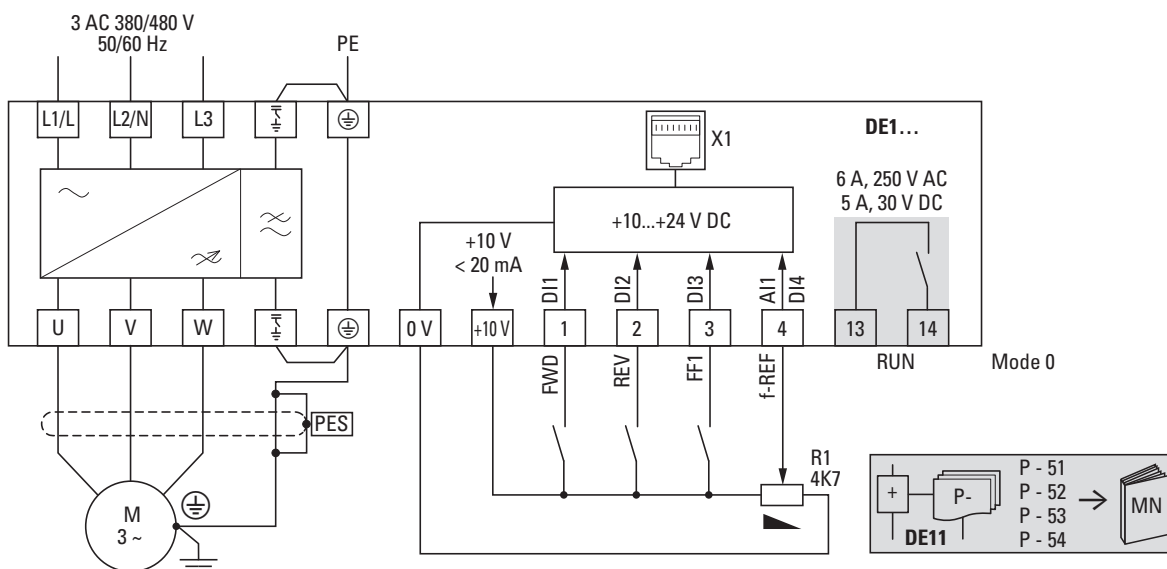 3 AC 380/480 V
50/60 Hz
PE
L1/L
L2/N
L3
DE1...
X1
6 A, 250 V AC
5 A, 30 V DC
+10...+24 V DC
+10 V
< 20 mA
DI1
DI2
DI3
AI1
DI4
U
V
W
0 V
+10 V
1
2
3
4
13
14
FWD
REV
FF1
f-REF
RUN
Mode 0
PES
R1
4K7
M
3 ~
+
P-
DE11
P - 51
P - 52
P - 53
P - 54
MN